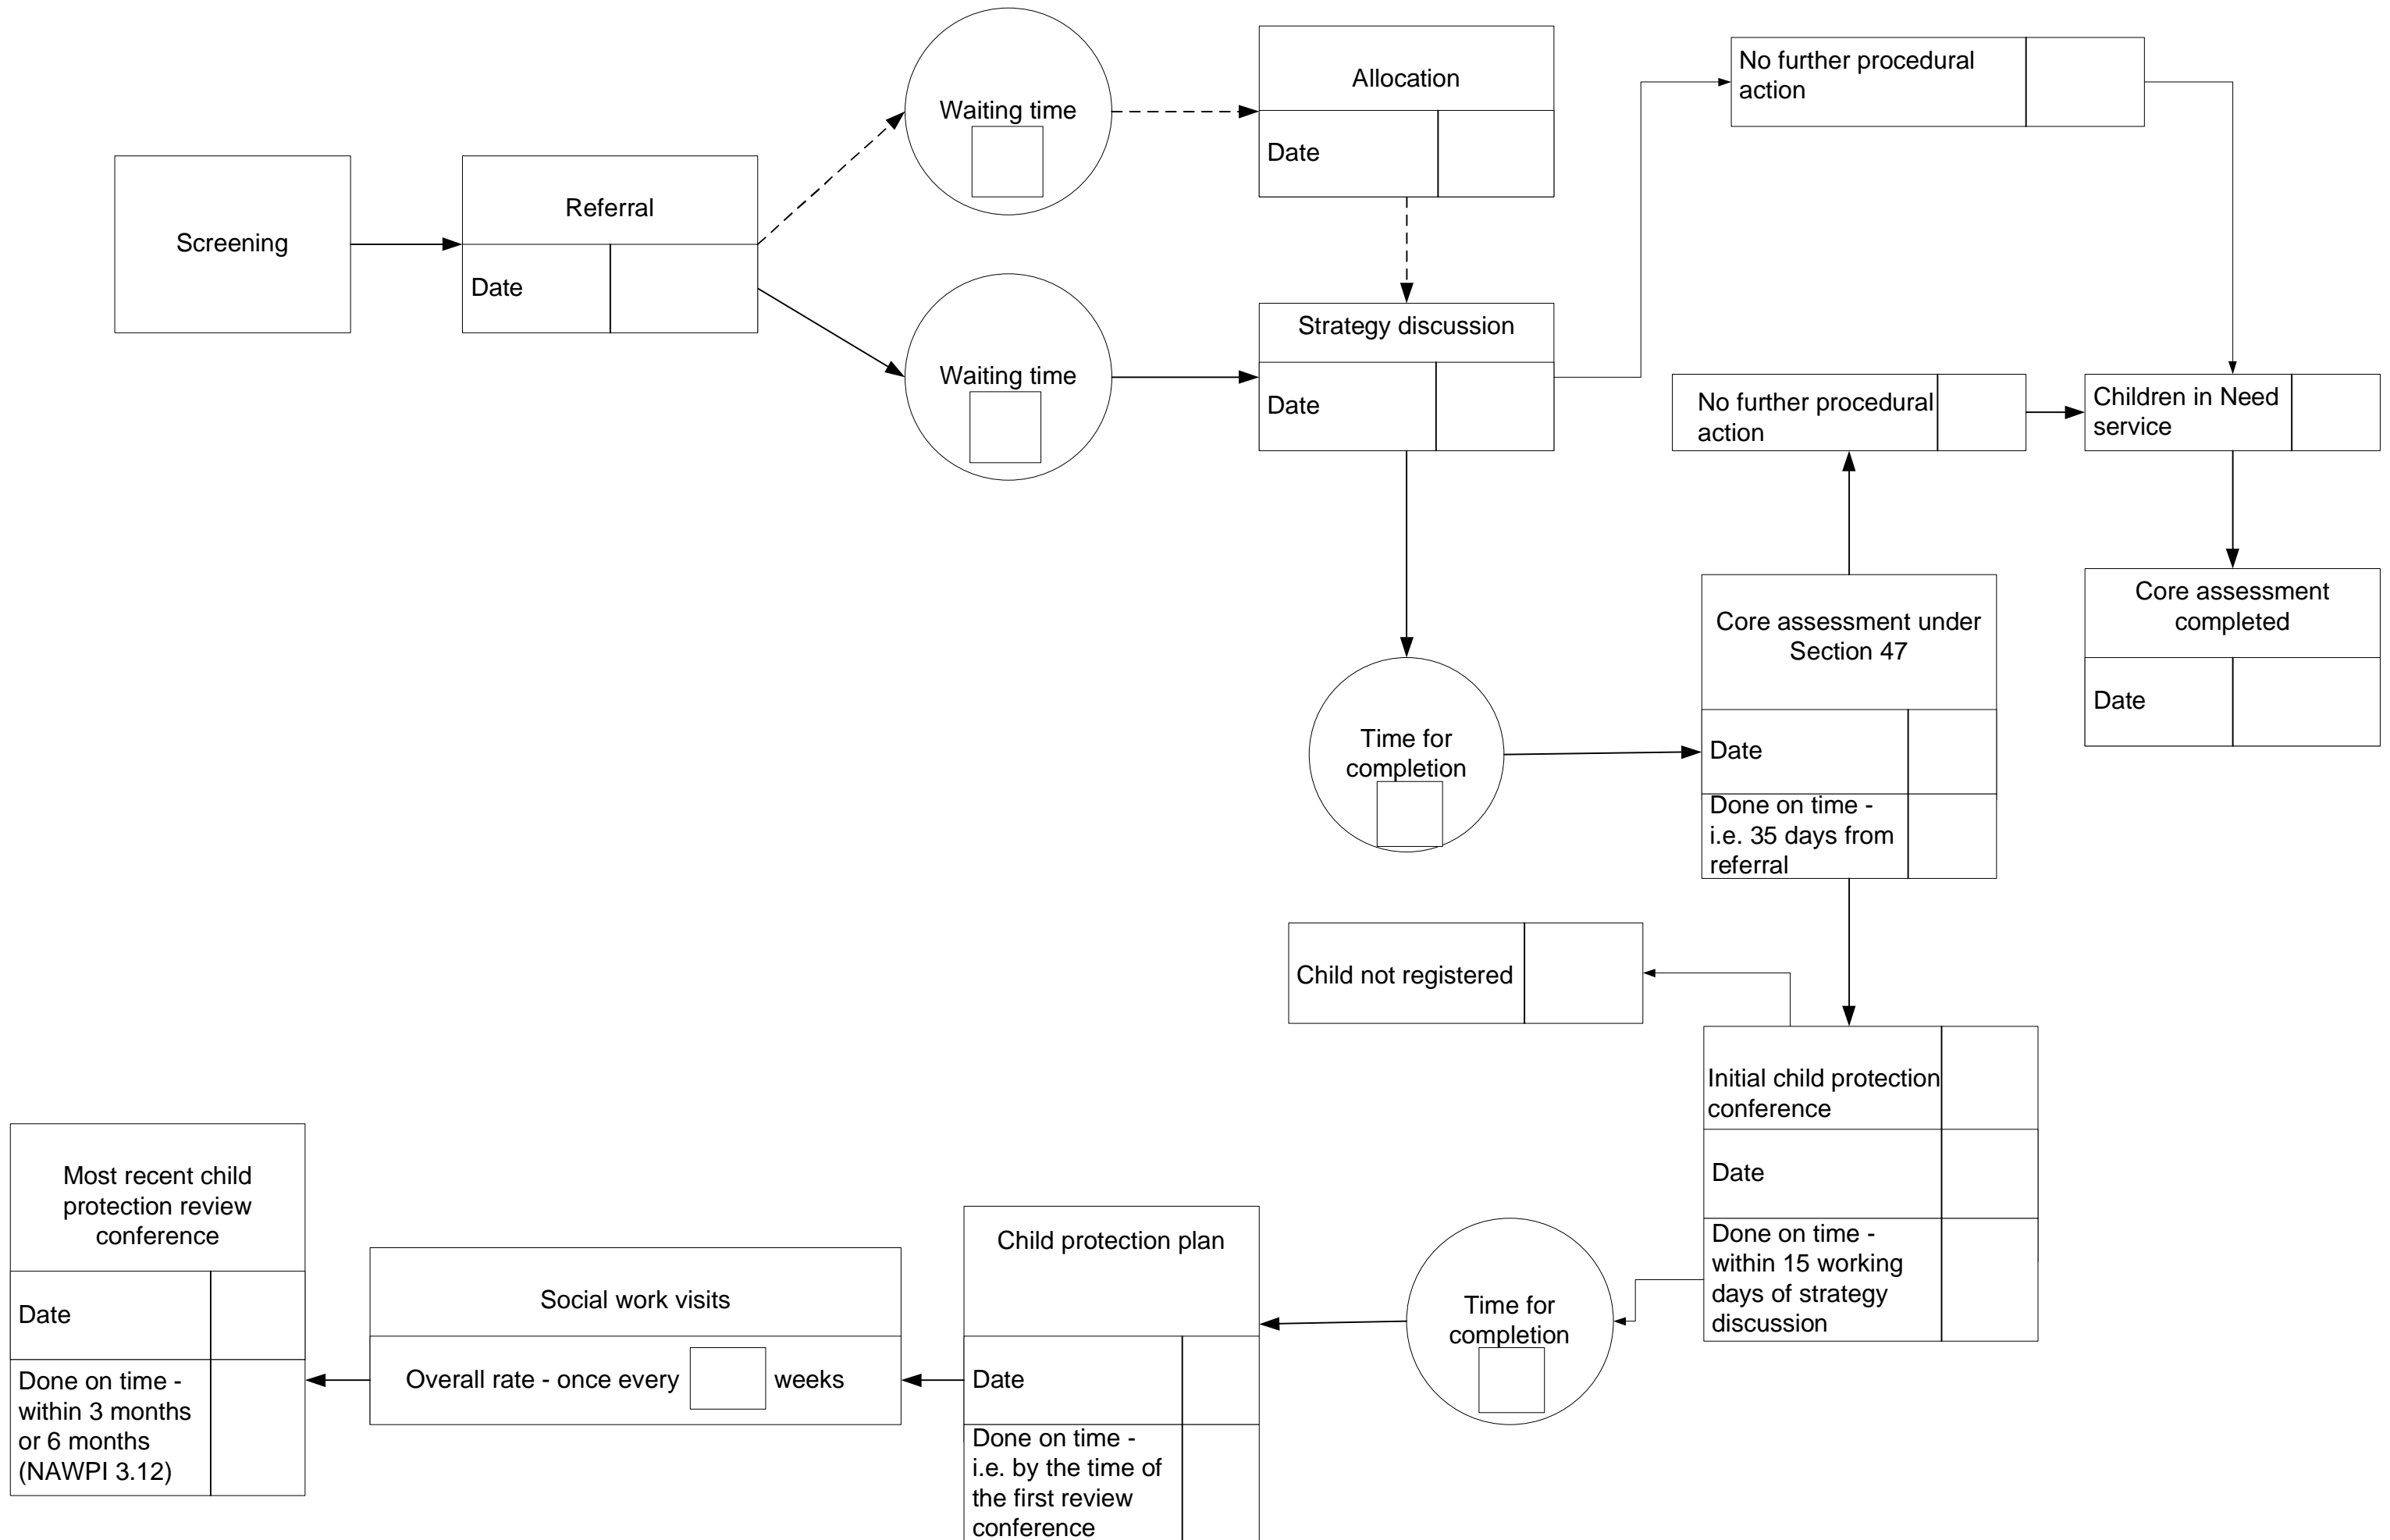 Screening
Referral
Date
Waiting time
Waiting time
Allocation
Date
Strategy discussion
Date
No further procedural
action
No further procedural
action
Children in Need
service
Core assessment
completed
Date
Time for
completion
Core assessment under
Section 47
Date
Done on time -
i.e. 35 days from
referral
Child not registered
Initial child protection
conference
Date
Done on time -
within 15 working
days of strategy
discussion
Time for
completion
Child protection plan
Date
Done on time -
i.e. by the time of
the first review
conference
Social work visits
Overall rate - once every weeks
Most recent child
protection review
conference
Date
Done on time -
within 3 months
or 6 months
(NAWPI 3.12)